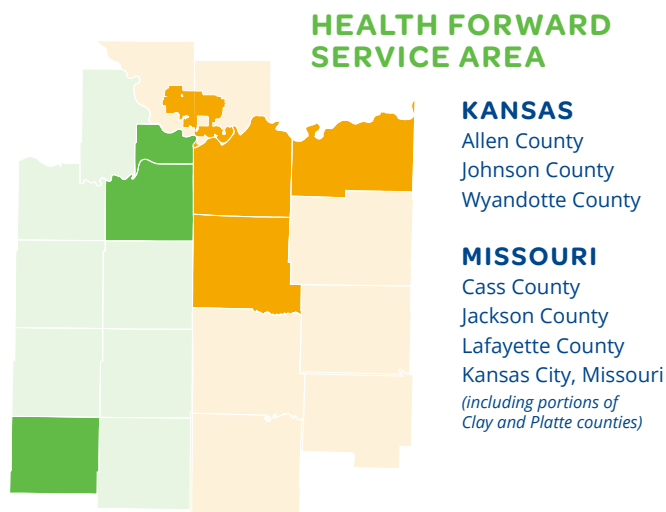 HEALTH FORWARD
SERVICE AREA
KANSAS
Allen County
Johnson County
Wyandotte County
MISSOURI
Cass County
Jackson County
Lafayette County
Kansas City, Missouri
(including portions of
Clay and Platte counties)